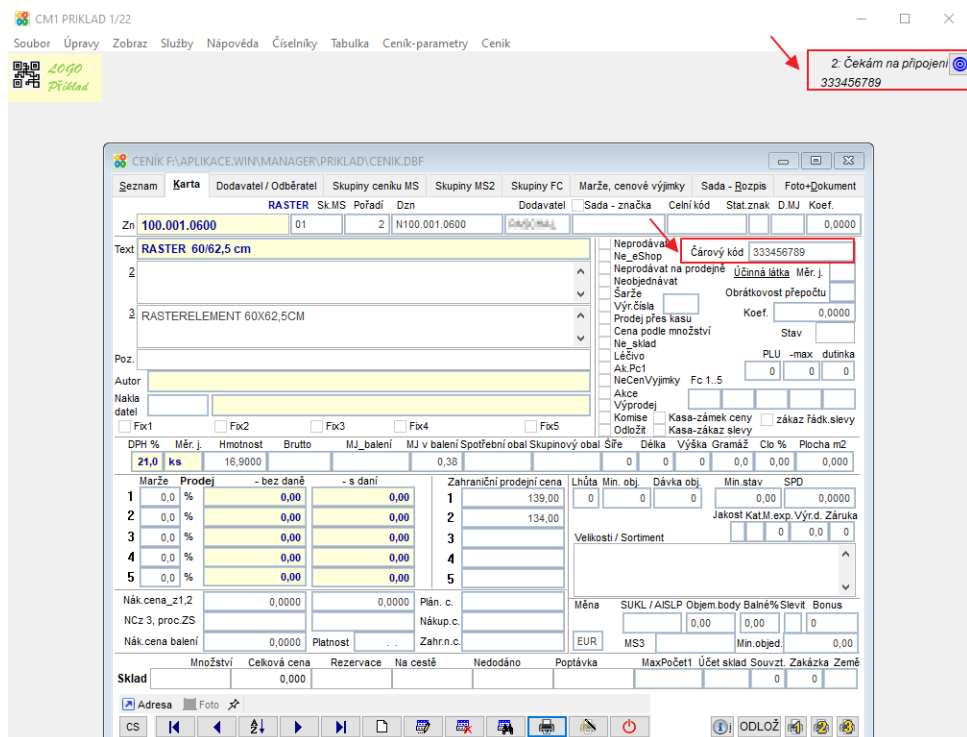 CM1 PRIKLAD 1/22
Soubor Úpravy Zobraz Služby Nápověda Číselníky Tabulka Ceník-parametry Cenik
LOGO
Příklad
2: Čekám na připojení
333456789
CENÍK F:\APLIKACE.WIN\MANAGER\PRIKLAD\CENIK.DBF
Seznam Karta Dodavatel / Odběratel Skupiny ceníku MS Skupiny MS2 Skupiny FC Marže, cenové výjimky Sada - Rozpis Foto+Dokument
RASTER Sk.MS Pořadí Dzn Dodavatel Sada - značka Celní kód Stat.znak D.MJ Koef.
Zn 100.001.0600 01 2 N100.001.0600 0,0000
Text RASTER 60/62,5 cm
Neprodávat
Čárový kód 333456789
Ne_eShop
2
Neprodávat na prodejně Účinná látka Měr. j.
Neobjednávat
Šarže Obrátkovost přepočtu
Výr.čísla
3 RASTERELEMENT 60X62,5CM
Prodej přes kasu Koef. 0,0000
Cena podle množství Stav
Ne_sklad
Poz.
Léčivo PLU -max dutinka
Ak.Pc1 0 0 0
Autor
NeCenVyjimky Fc 1..5
Nakla
datel
Akce
Výprodej
Komise Kasa-zámek ceny zákaz řádk.slevy
Fix1 Fix2 Fix3 Fix4 Fix5
Odložit Kasa-zákaz slevy
DPH % Měr. j. Hmotnost Brutto MJ_balení MJ v balení Spotřební obal Skupinový obal Šíře Délka Výška Gramáž Clo % Plocha m2
21,0 ks 16,9000 0,38 0 0 0 0,0 0,00 0,000
Marže Prodej - bez daně - s daní Zahraniční prodejní cena Lhůta Min. obj. Dávka obj. Min.stav SPD
1 0,0 % 0,00 0,00 1 139,00 0 0 0 0,00 0,0000
2 0,0 % 0,00 0,00 2 134,00 Jakost Kat.M.exp. Výr.d. Záruka
0 0,0 0
3 0,0 % 0,00 0,00 3 Velikosti / Sortiment
4 0,0 % 0,00 0,00 4
5 0,0 % 0,00 0,00 5
Nák.cena_z1,2 0,0000 0,0000 Plán. c. Měna SUKL / AISLP Objem.body Balné% Slevit Bonus
NCz 3, proc.ZS Nákup.c. 0,00 0,00 0
Nák.cena balení 0,0000 Platnost . . Zahr.n.c. EUR MS3 Min.objed. 0,00
Množství Celková cena Rezervace Na cestě Nedodáno Poptávka MaxPočet1 Účet sklad Souvzt. Zakázka Země
Sklad 0,000 0 0
Adresa Foto
CS ODLOŽ